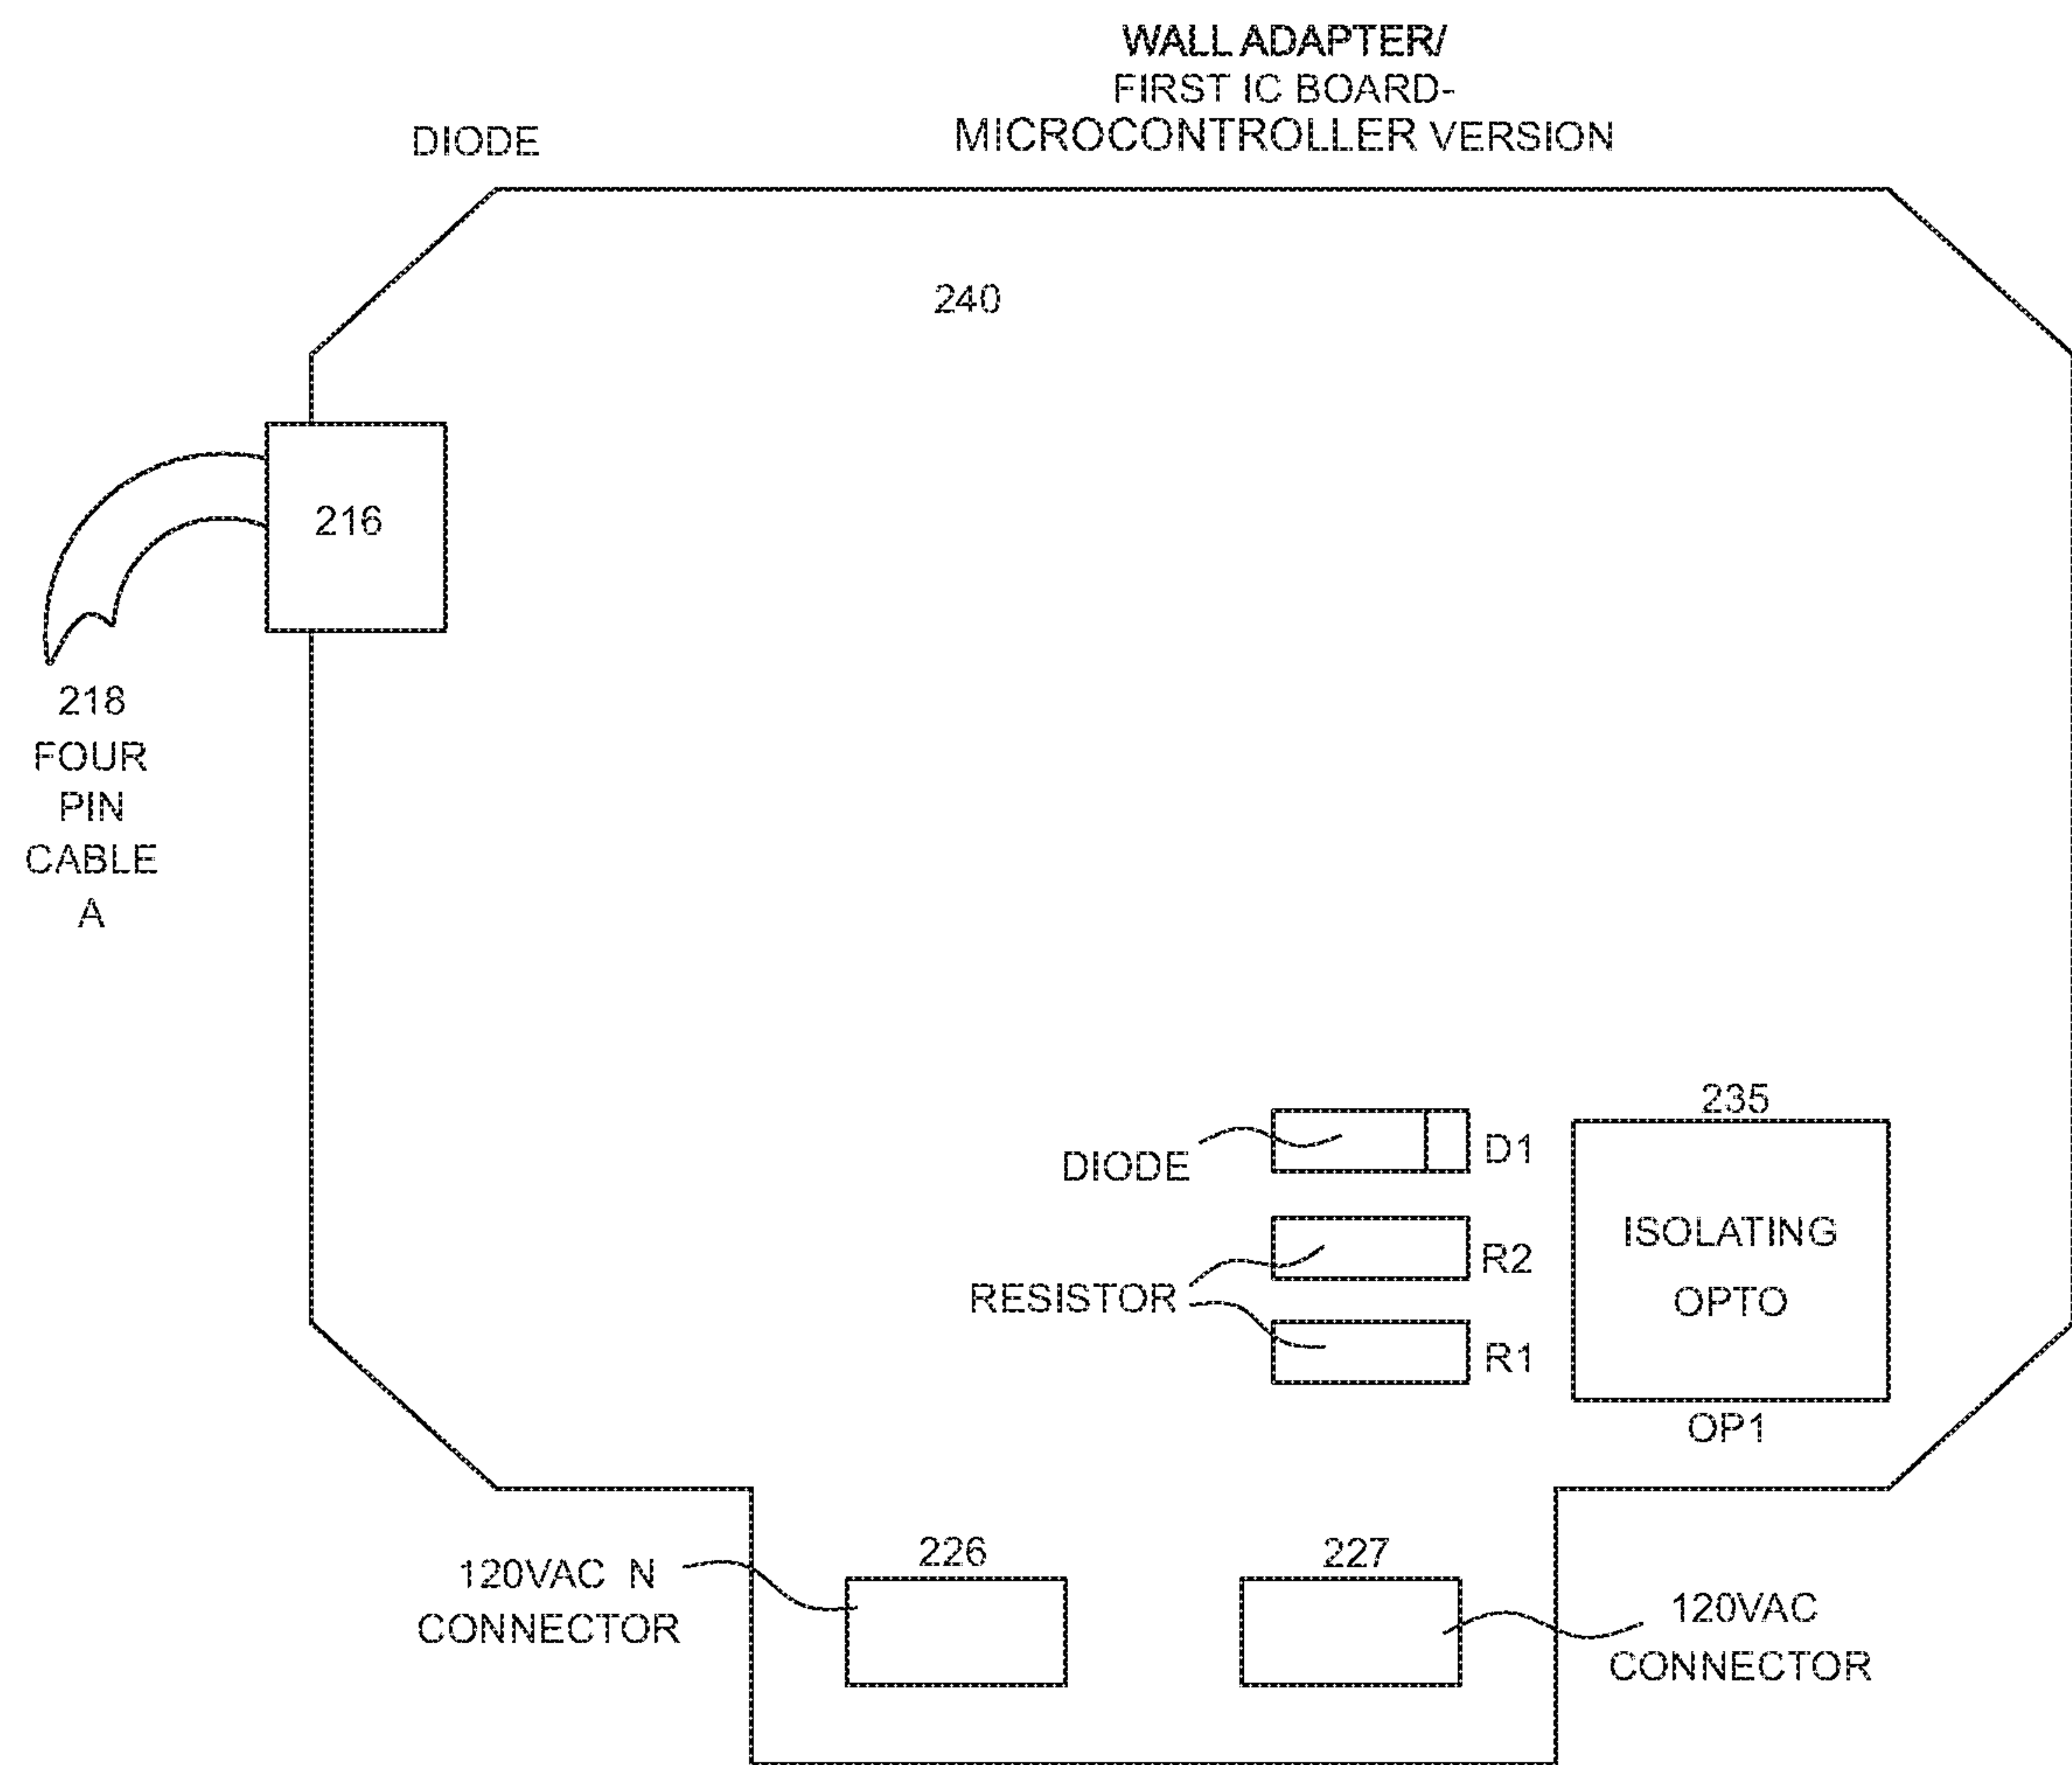 WALL ADAPTER/
FIRST IC BOARD-
MICROCONTROLLER VERSION
DIODE
240
216
218
FOUR
PIN
CABLE
A
235
DIODE
D1
ISOLATING
OPTO
R2
RESISTOR
R1
OP1
226
227
120VAC N
CONNECTOR
120VAC
CONNECTOR